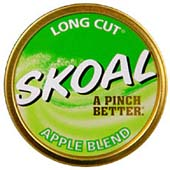 LONG CUT®
SKOAL
A PINCH
BETTER.
APPLE BLEND